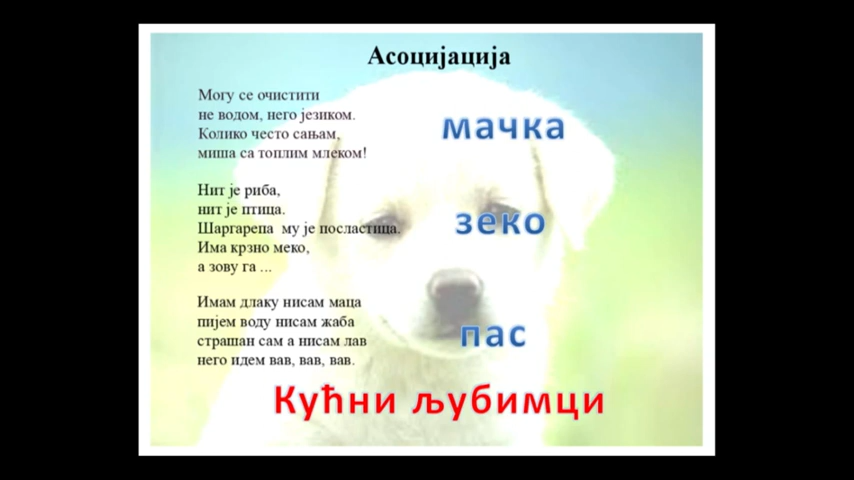 Асоцијација
Могу се очистити
не водом, него језиком.
Колико често сањам,
миша са топлим млеком!
мачка
Нит је риба,
нит је птица.
Шаргарепа му је посластица.
Има крзно меко,
а зову га ...
зеко
Имам длаку нисам маца
пијем воду нисам жаба
страшан сам а нисам лав
него идем вав, вав, вав.
пас
Кућни љубимци